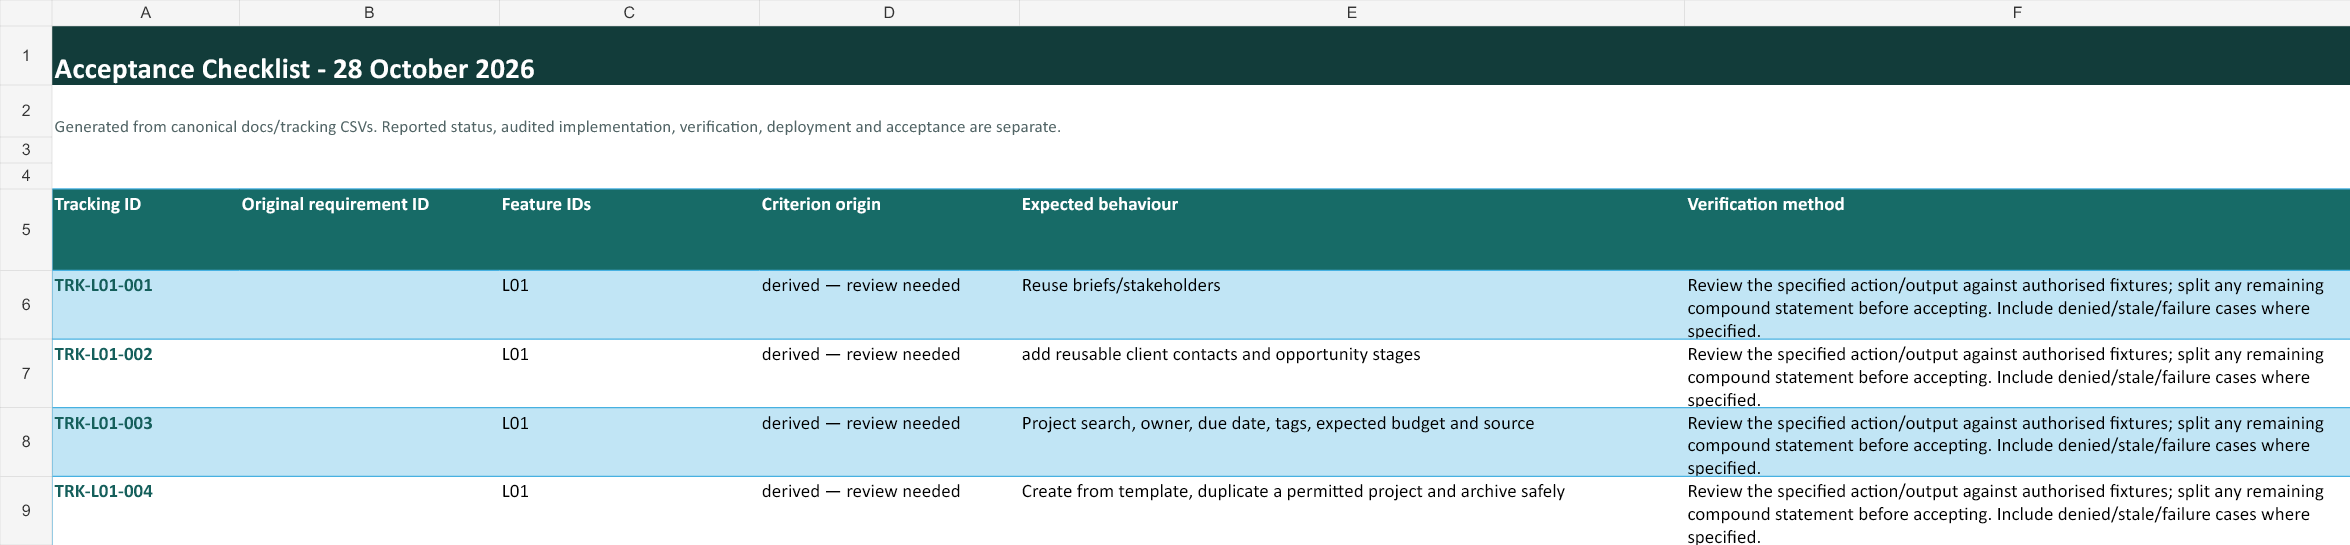 A B C D E F
1 Acceptance Checklist - 28 October 2026
2 Generated from canonical docs/tracking CSVs. Reported status, audited implementation, verification, deployment and acceptance are separate.
3
4
5 Tracking ID Original requirement ID Feature IDs Criterion origin Expected behaviour Verification method
6 TRK-L01-001 L01 derived — review needed Reuse briefs/stakeholders Review the specified action/output against authorised fixtures; split any remaining
compound statement before accepting. Include denied/stale/failure cases where
specified.
7 TRK-L01-002 L01 derived — review needed add reusable client contacts and opportunity stages Review the specified action/output against authorised fixtures; split any remaining
compound statement before accepting. Include denied/stale/failure cases where
specified.
8 TRK-L01-003 L01 derived — review needed Project search, owner, due date, tags, expected budget and source Review the specified action/output against authorised fixtures; split any remaining
compound statement before accepting. Include denied/stale/failure cases where
specified.
9 TRK-L01-004 L01 derived — review needed Create from template, duplicate a permitted project and archive safely Review the specified action/output against authorised fixtures; split any remaining
compound statement before accepting. Include denied/stale/failure cases where
specified.